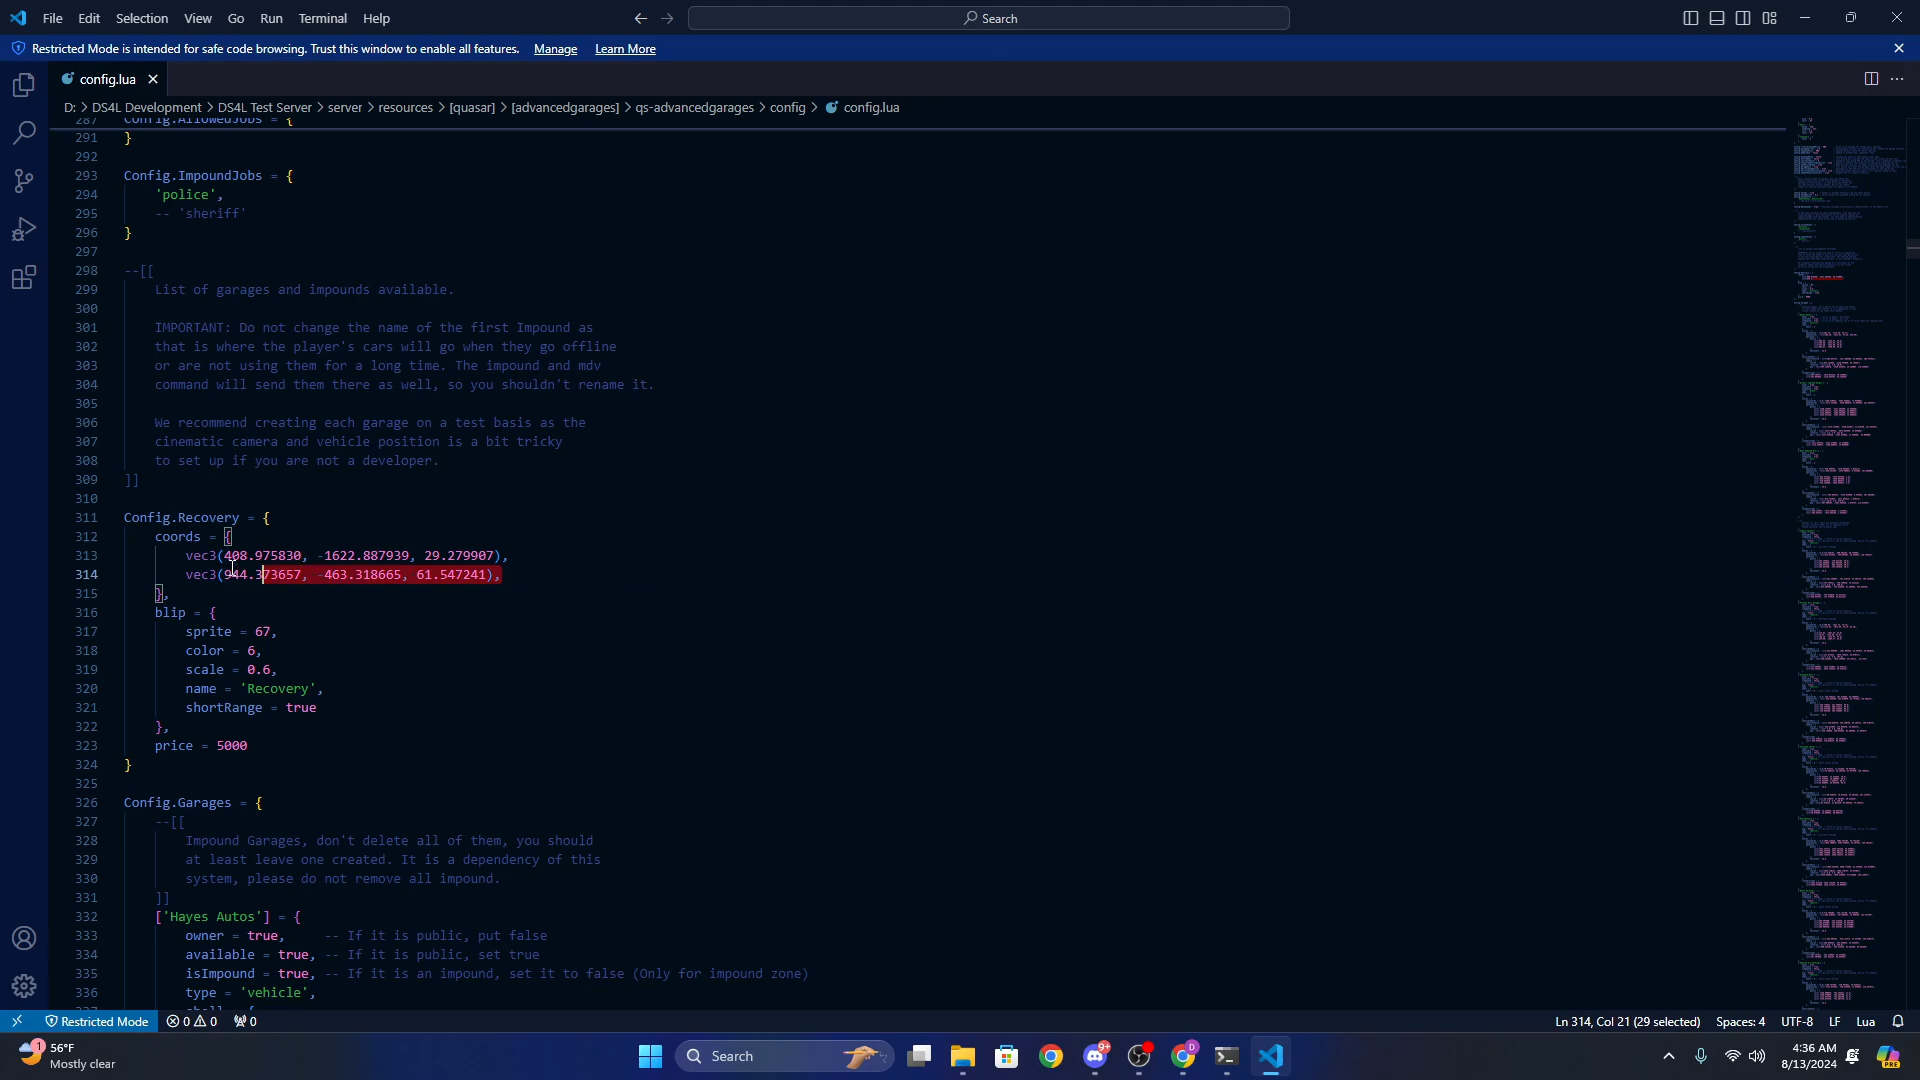 File Edit Selection View Go Run Terminal Help
Search
Restricted Mode is intended for safe code browsing. Trust this window to enable all features. Manage Learn More
config.lua
D: > DS4L Development > DS4L Test Server > server > resources > [quasar] > [advancedgarages] > qs-advancedgarages > config > config.lua
287 Config.AllowedJobs = {
291 }
292
293 Config.ImpoundJobs = {
294 'police',
295 -- 'sheriff'
296 }
297
298 --[[
299 List of garages and impounds available.
300
301 IMPORTANT: Do not change the name of the first Impound as
302 that is where the player's cars will go when they go offline
303 or are not using them for a long time. The impound and mdv
304 command will send them there as well, so you shouldn't rename it.
305
306 We recommend creating each garage on a test basis as the
307 cinematic camera and vehicle position is a bit tricky
308 to set up if you are not a developer.
309 ]]
310
311 Config.Recovery = {
312 coords = {
313 vec3(408.975830, -1622.887939, 29.279907),
314 vec3(944.373657, -463.318665, 61.547241),
315 },
316 blip = {
317 sprite = 67,
318 color = 6,
319 scale = 0.6,
320 name = 'Recovery',
321 shortRange = true
322 },
323 price = 5000
324 }
325
326 Config.Garages = {
327 --[[
328 Impound Garages, don't delete all of them, you should
329 at least leave one created. It is a dependency of this
330 system, please do not remove all impound.
331 ]]
332 ['Hayes Autos'] = {
333 owner = true, -- If it is public, put false
334 available = true, -- If it is public, set true
335 isImpound = true, -- If it is an impound, set it to false (Only for impound zone)
336 type = 'vehicle',
Restricted Mode 0 0 0
Ln 314, Col 21 (29 selected) Spaces: 4 UTF-8 LF Lua
1
56°F
Mostly clear
Search
9+
D
4:36 AM
8/13/2024
PRE